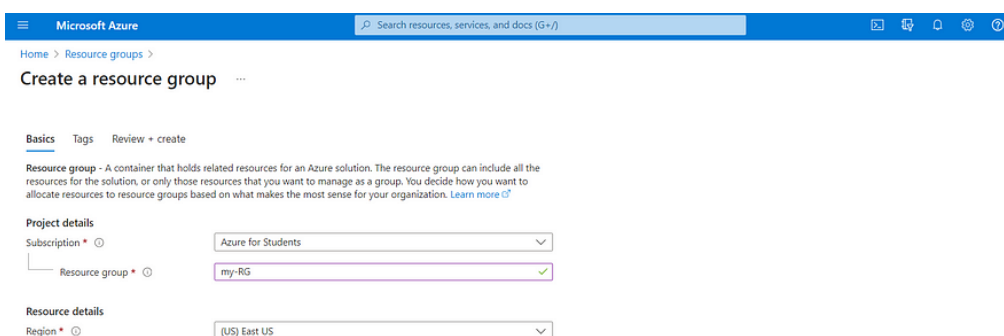 Microsoft Azure
Search resources, services, and docs (G+/)
Home > Resource groups >
Create a resource group ...
Basics Tags Review + create
Resource group - A container that holds related resources for an Azure solution. The resource group can include all the
resources for the solution, or only those resources that you want to manage as a group. You decide how you want to
allocate resources to resource groups based on what makes the most sense for your organization. Learn more
Project details
Subscription * Azure for Students
Resource group * my-RG
Resource details
Region * (US) East US